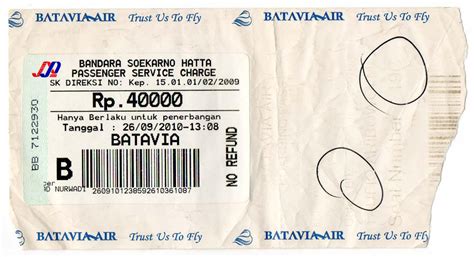 BATAVIA AIR Trust Us To Fly BATAVIA AIR Trust Us To Fly
BANDARA SOEKARNO HATTA
PASSENGER SERVICE CHARGE
SK DIREKSI NO: Kep. 15.01.01/02/2009
Rp.40000
Hanya Berlaku untuk penerbangan
Tanggal : 26/09/2010-13:08
BATAVIA
BB 7122930
B
NO REFUND
NURWADI
2609101238592610361087
BATAVIA AIR Trust Us To Fly BATAVIA AIR Trust Us To Fly